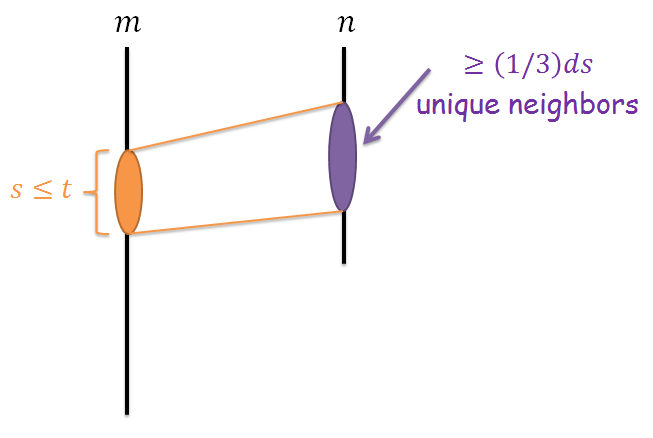 m
n
≥ (1/3)ds
unique neighbors
s ≤ t